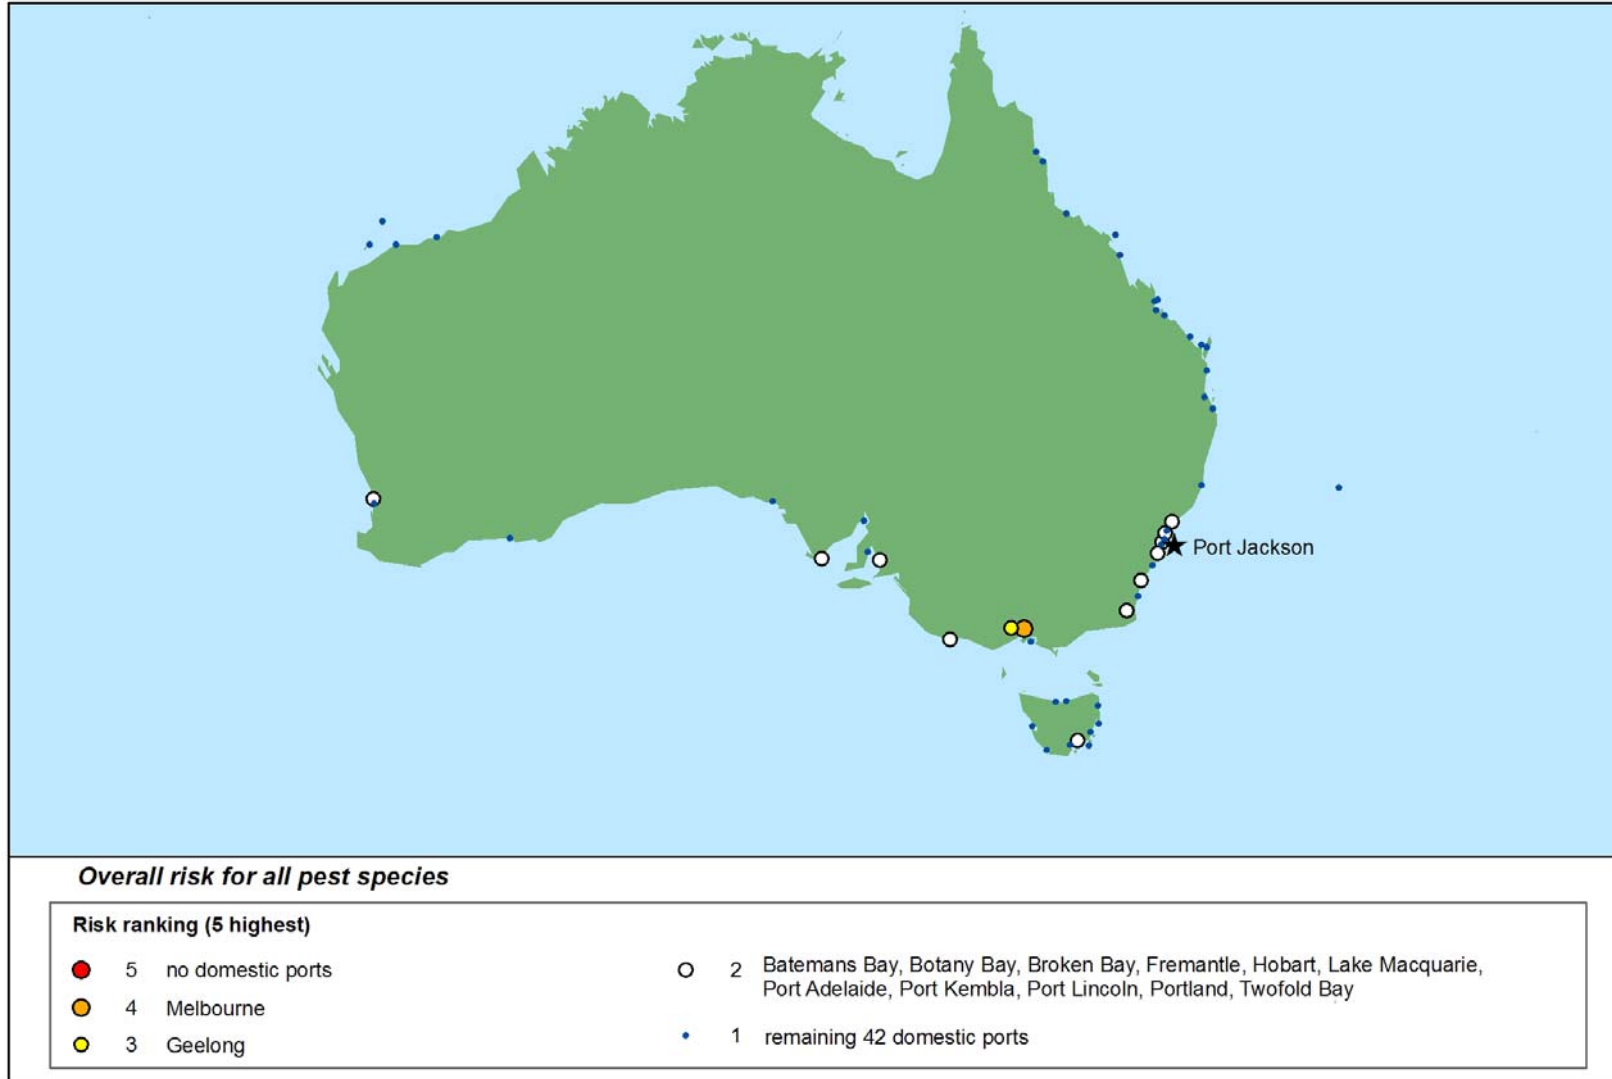 Port Jackson
Overall risk for all pest species
Risk ranking (5 highest)
5 no domestic ports
4 Melbourne
3 Geelong
2 Batemans Bay, Botany Bay, Broken Bay, Fremantle, Hobart, Lake Macquarie,
Port Adelaide, Port Kembla, Port Lincoln, Portland, Twofold Bay
1 remaining 42 domestic ports